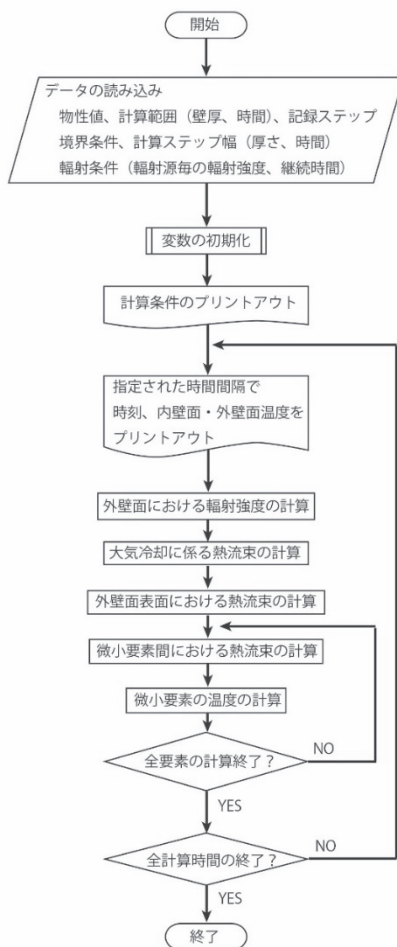 開始
データの読み込み
物性値、計算範囲（壁厚、時間）、記録ステップ
境界条件、計算ステップ幅（厚さ、時間）
輻射条件（輻射源毎の輻射強度、継続時間）
変数の初期化
計算条件のプリントアウト
指定された時間間隔で
時刻、内壁面・外壁面温度を
プリントアウト
外壁面における輻射強度の計算
大気冷却に係る熱流束の計算
外壁面表面における熱流束の計算
微小要素間における熱流束の計算
微小要素の温度の計算
全要素の計算終了？
NO
YES
全計算時間の終了？
NO
YES
終了